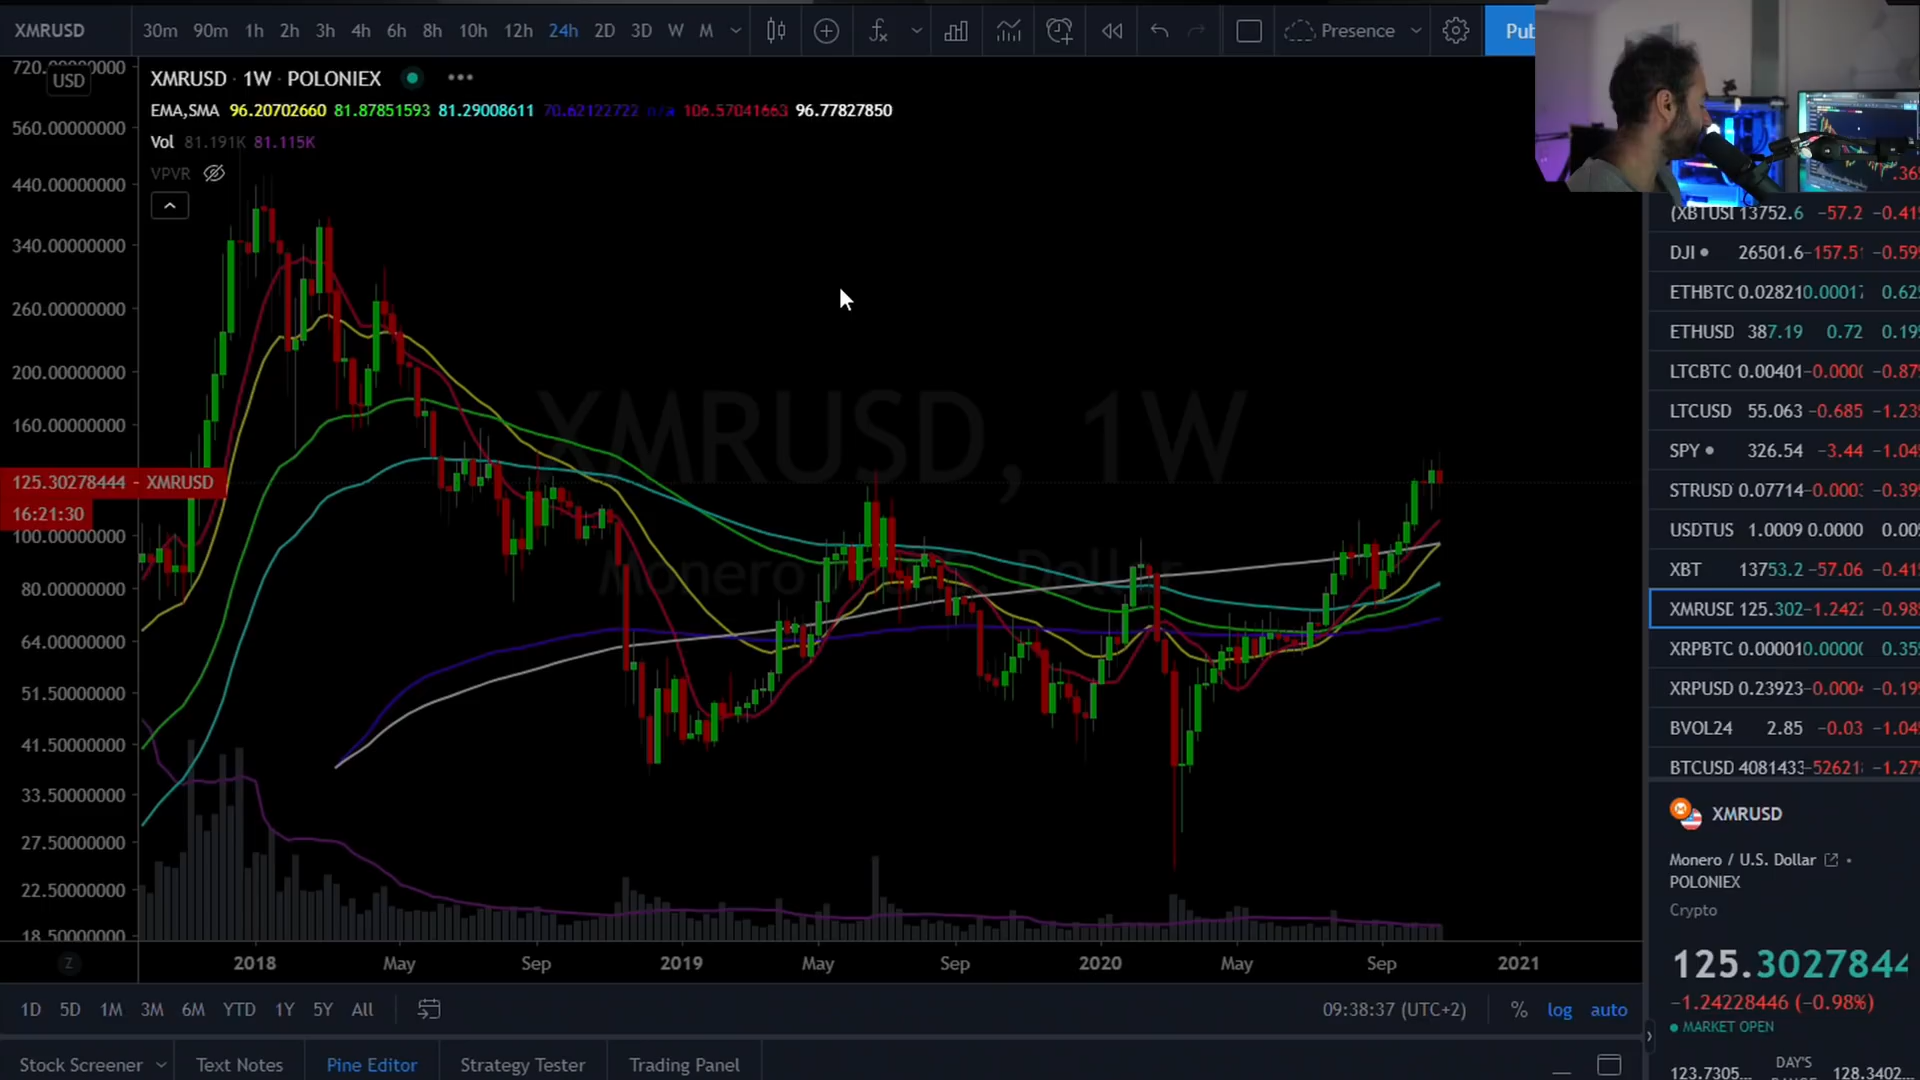 XMRUSD 30m 90m 1h 2h 3h 4h 6h 8h 10h 12h 24h 2D 3D W M Presence Pub
USD
XMRUSD · 1W · POLONIEX
EMA,SMA 96.20702660 81.87851593 81.29008611 70.62122722 n/a 106.57041663 96.77827850
Vol 81.191K 81.115K
VPVR
720.00000000
560.00000000
440.00000000
340.00000000
260.00000000
200.00000000
160.00000000
125.30278444 - XMRUSD
16:21:30
100.00000000
80.00000000
64.00000000
51.50000000
41.50000000
33.50000000
27.50000000
22.50000000
18.50000000
XMRUSD, 1W
Monero / U.S. Dollar
Z
2018 May Sep 2019 May Sep 2020 May Sep 2021
1D 5D 1M 3M 6M YTD 1Y 5Y All 09:38:37 (UTC+2) % log auto
Stock Screener Text Notes Pine Editor Strategy Tester Trading Panel
(XBTUSI 13752.6 −57.2 −0.41
DJI 26501.6 −157.5 −0.59
ETHBTC 0.02821 0.0001 0.62
ETHUSD 387.19 0.72 0.19
LTCBTC 0.00401 −0.000 −0.87
LTCUSD 55.063 −0.685 −1.23
SPY 326.54 −3.44 −1.04
STRUSD 0.07714 −0.000 −0.39
USDTUS 1.0009 0.0000 0.00
XBT 13753.2 −57.06 −0.41
XMRUSD 125.302 −1.242 −0.98
XRPBTC 0.00001 0.0000 0.35
XRPUSD 0.23923 −0.000 −0.19
BVOL24 2.85 −0.03 −1.04
BTCUSD 4081433 −52621 −1.27
XMRUSD
Monero / U.S. Dollar
POLONIEX
Crypto
125.30278444
−1.24228446 (−0.98%)
MARKET OPEN
123.7305... DAY'S 128.3402...